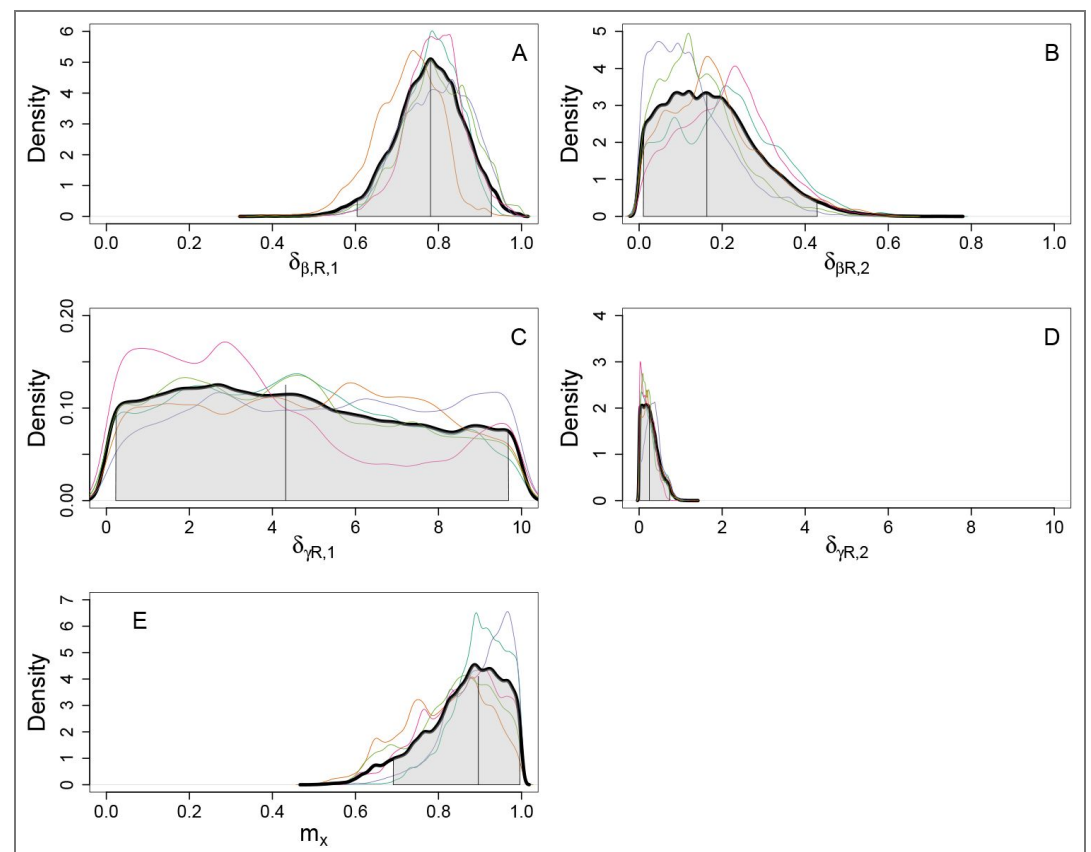 A
Density
0 1 2 3 4 5 6
0.0 0.2 0.4 0.6 0.8 1.0
δβ,R,1
B
Density
0 1 2 3 4 5
0.0 0.2 0.4 0.6 0.8 1.0
δβR,2
C
Density
0.00 0.10 0.20
0 2 4 6 8 10
δγR,1
D
Density
0 1 2 3 4
0 2 4 6 8 10
δγR,2
E
Density
0 1 2 3 4 5 6 7
0.0 0.2 0.4 0.6 0.8 1.0
mx